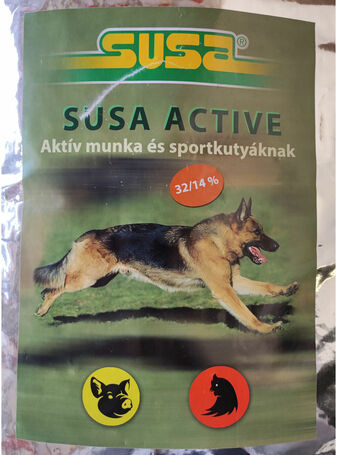 susa®
SUSA ACTIVE
Aktív munka és sportkutyáknak
32/14 %